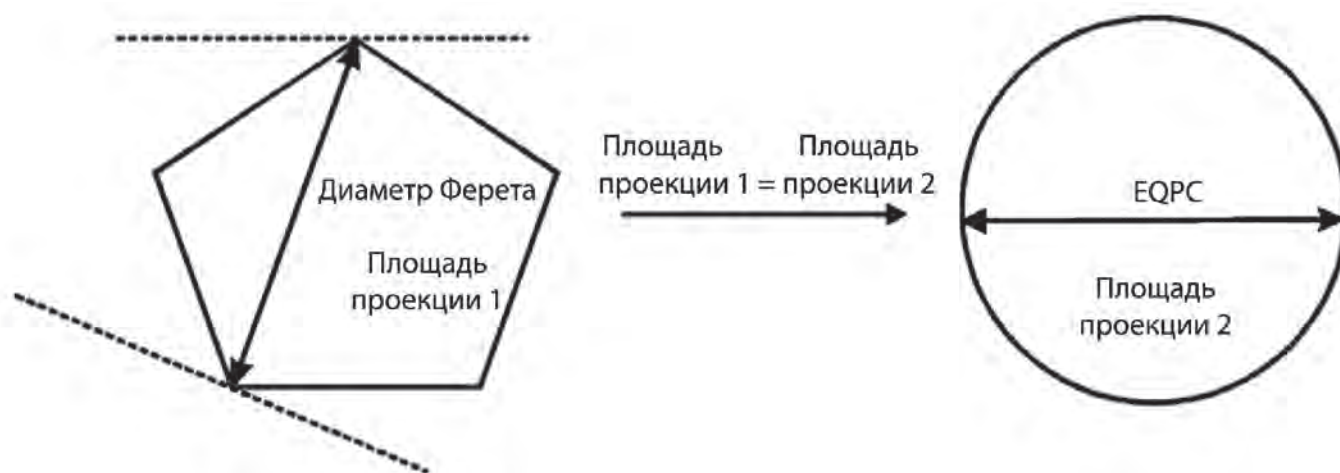 Диаметр Ферета
Площадь
проекции 1
Площадь Площадь
проекции 1 = проекции 2
EQPC
Площадь
проекции 2